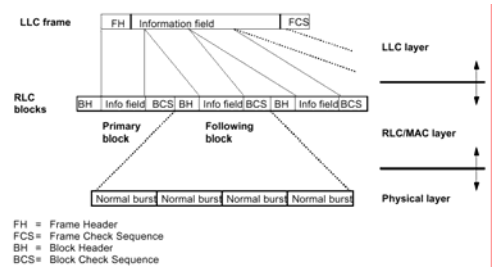 LLC frame FH Information field FCS
LLC layer
RLC blocks BH Info field BCS BH Info field BCS BH Info field BCS
Primary block Following block
RLC/MAC layer
Normal burst Normal burst Normal burst Normal burst Physical layer
FH = Frame Header
FCS= Frame Check Sequence
BH = Block Header
BCS= Block Check Sequence